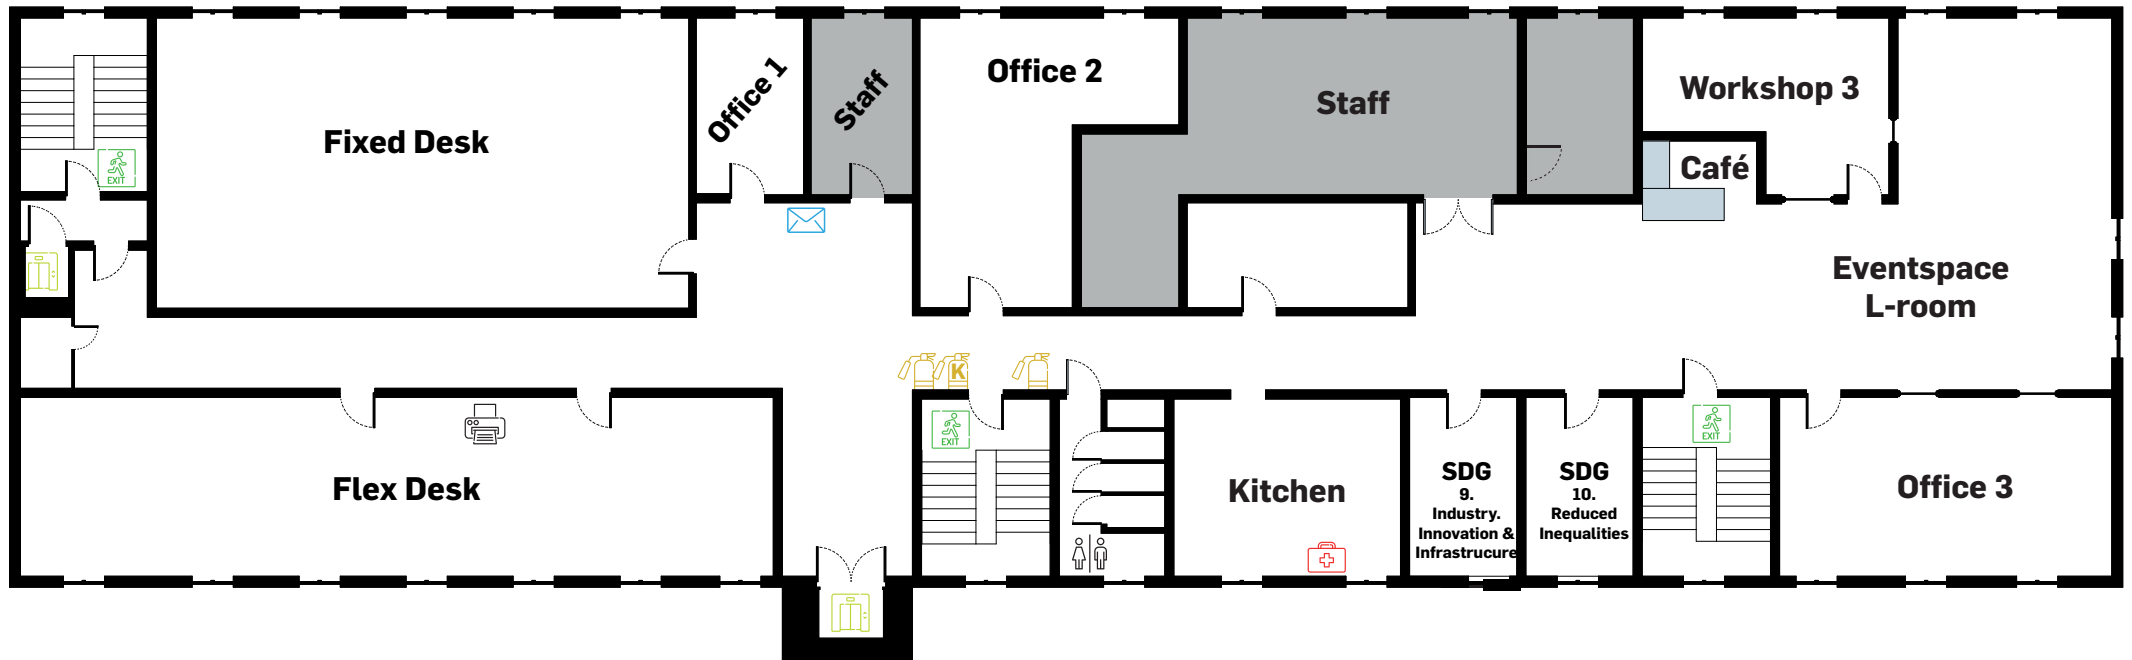 Fixed Desk
Office 1
Staff
Office 2
Staff
Workshop 3
Café
EXIT
Eventspace
L-room
K
EXIT
EXIT
Flex Desk
Kitchen
SDG
9.
Industry.
Innovation &
Infrastrucure
SDG
10.
Reduced
Inequalities
Office 3